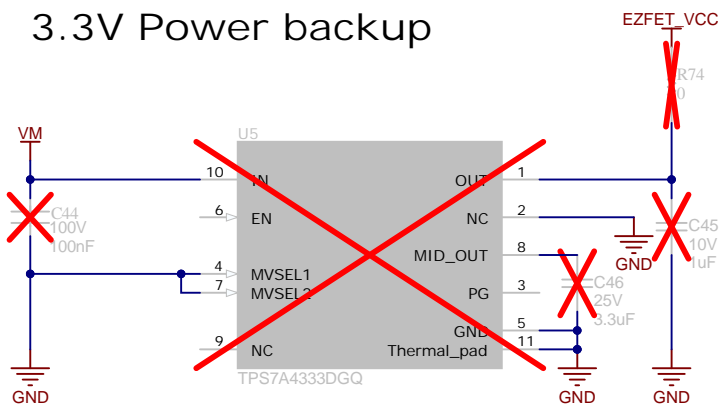 3.3V Power backup
EZFET_VCC
R74
0
VM
U5
10
IN
OUT
1
C44
100V
100nF
6
EN
NC
2
C45
10V
1uF
GND
MID_OUT
8
4
MVSEL1
7
MVSEL2
PG
3
C46
25V
3.3uF
GND
5
9
NC
Thermal_pad
11
TPS7A4333DGQ
GND
GND
GND